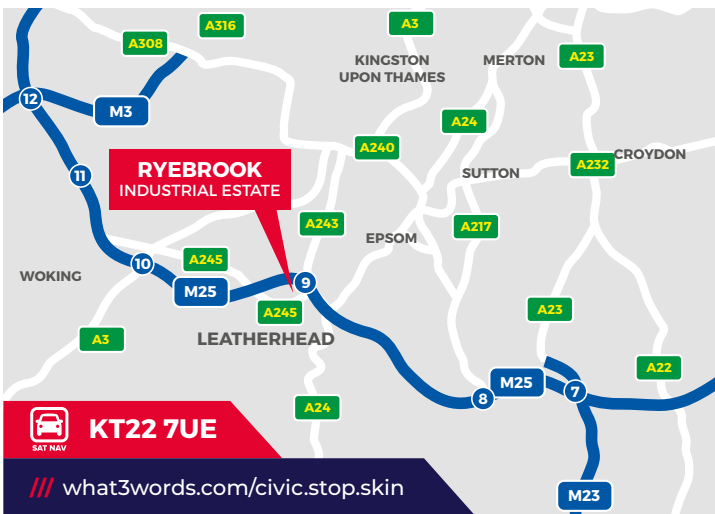 A316
A3
A308
KINGSTON
UPON THAMES
MERTON
A23
12
M3
A24
A240
CROYDON
A232
RYEBROOK
INDUSTRIAL ESTATE
11
SUTTON
A243
A217
EPSOM
A245
10
WOKING
M25
9
A245
A23
A3
LEATHERHEAD
A22
M25
7
8
A24
SAT NAV
KT22 7UE
/// what3words.com/civic.stop.skin
M23